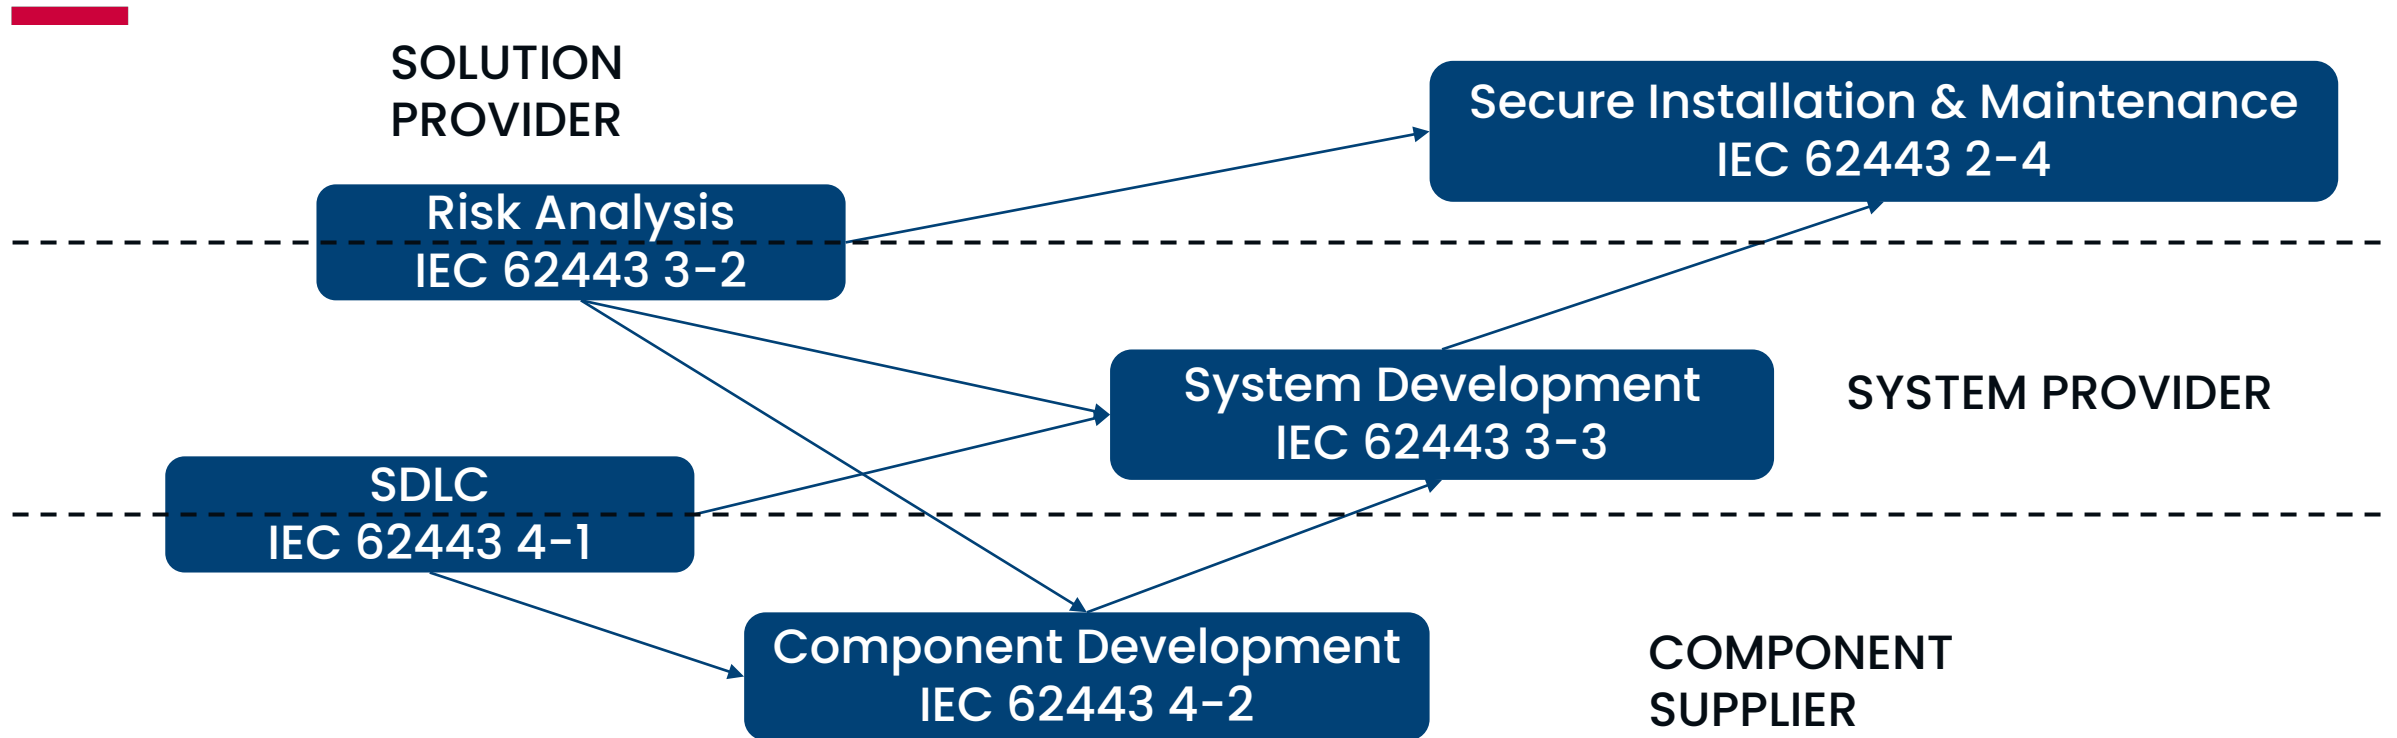 SOLUTION
PROVIDER
Secure Installation & Maintenance
IEC 62443 2-4
Risk Analysis
IEC 62443 3-2
System Development
IEC 62443 3-3
SYSTEM PROVIDER
SDLC
IEC 62443 4-1
Component Development
IEC 62443 4-2
COMPONENT
SUPPLIER